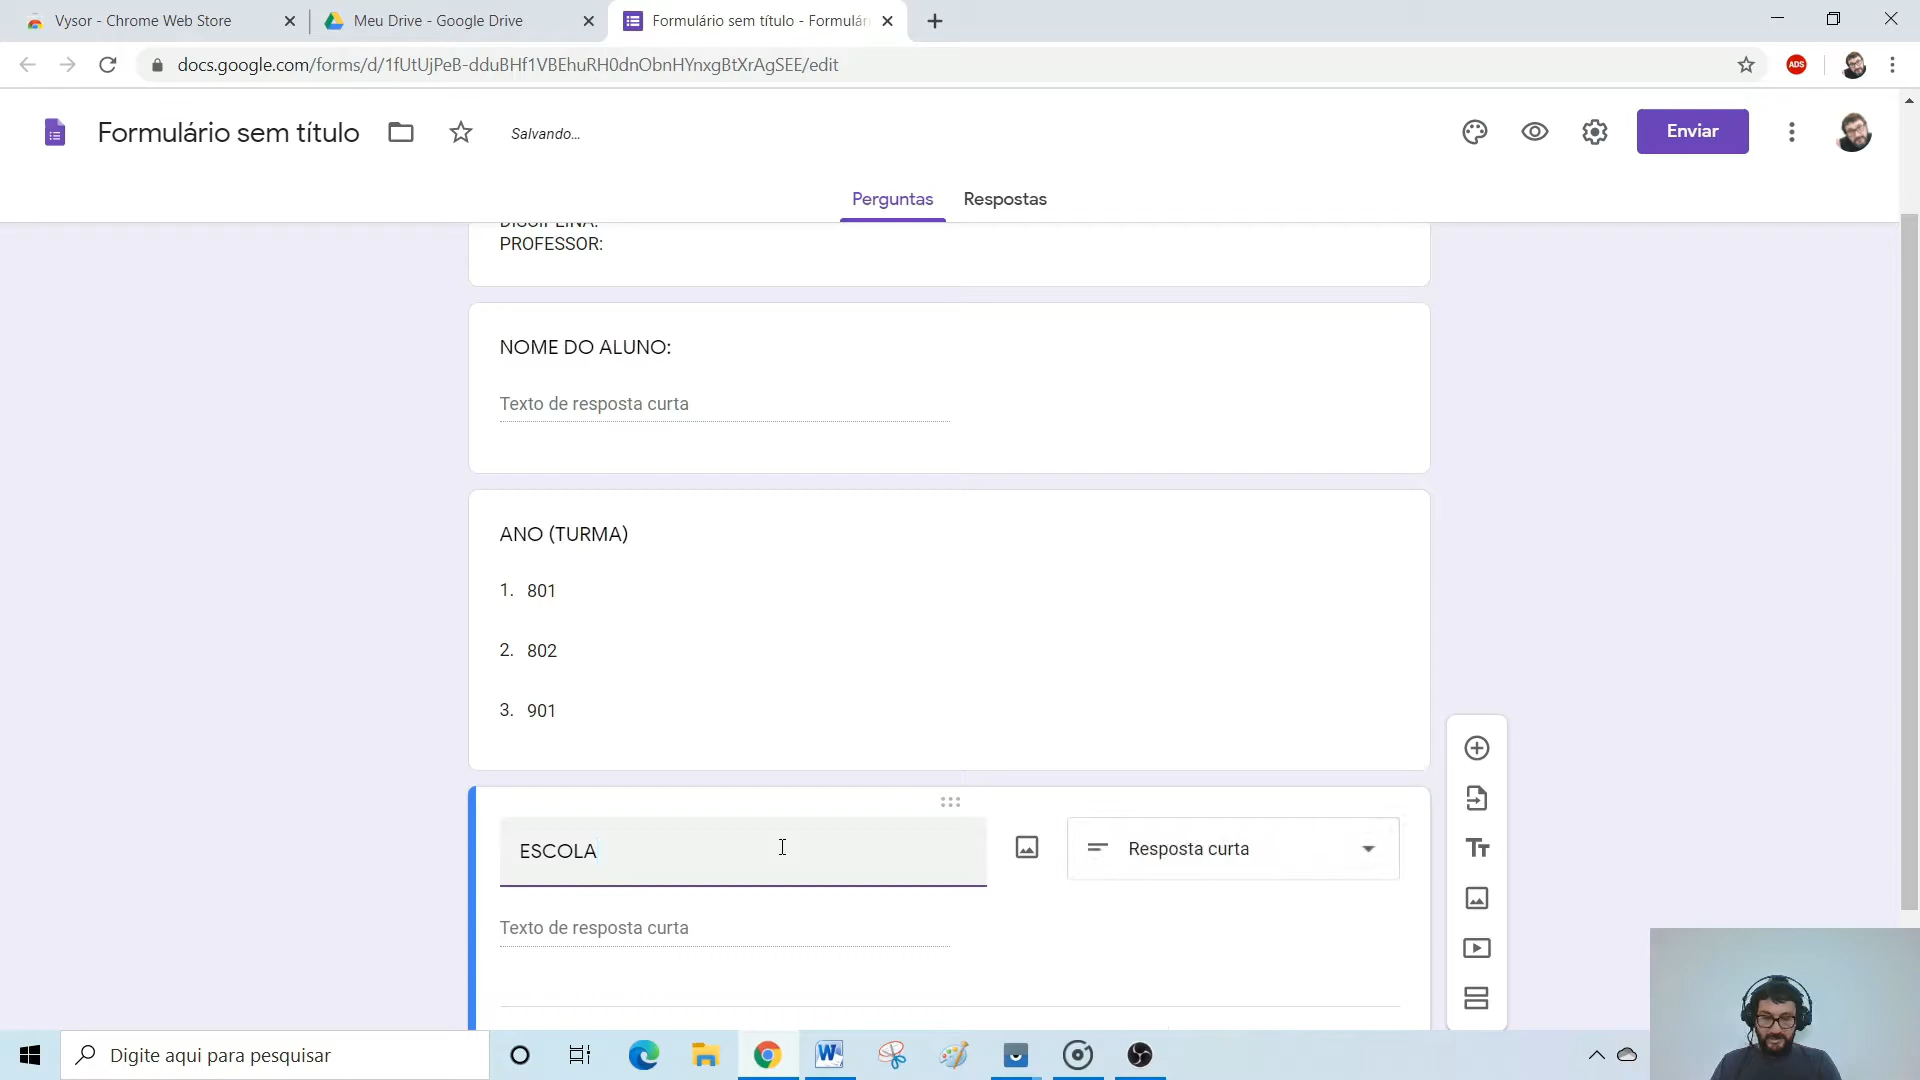 Vysor - Chrome Web Store
Meu Drive - Google Drive
Formulário sem título - Formulár
docs.google.com/forms/d/1fUtUjPeB-dduBHf1VBEhuRH0dnObnHYnxgBtXrAgSEE/edit
ADS
Formulário sem título
Salvando...
Enviar
Perguntas
Respostas
DISCIPLINA:
PROFESSOR:
NOME DO ALUNO:
Texto de resposta curta
ANO (TURMA)
1. 801
2. 802
3. 901
ESCOLA
Resposta curta
Texto de resposta curta
Digite aqui para pesquisar